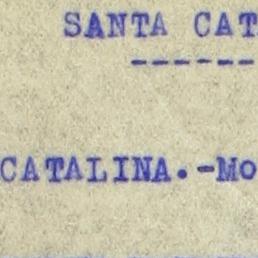 SANTA CAT
------
CATALINA.-Mo